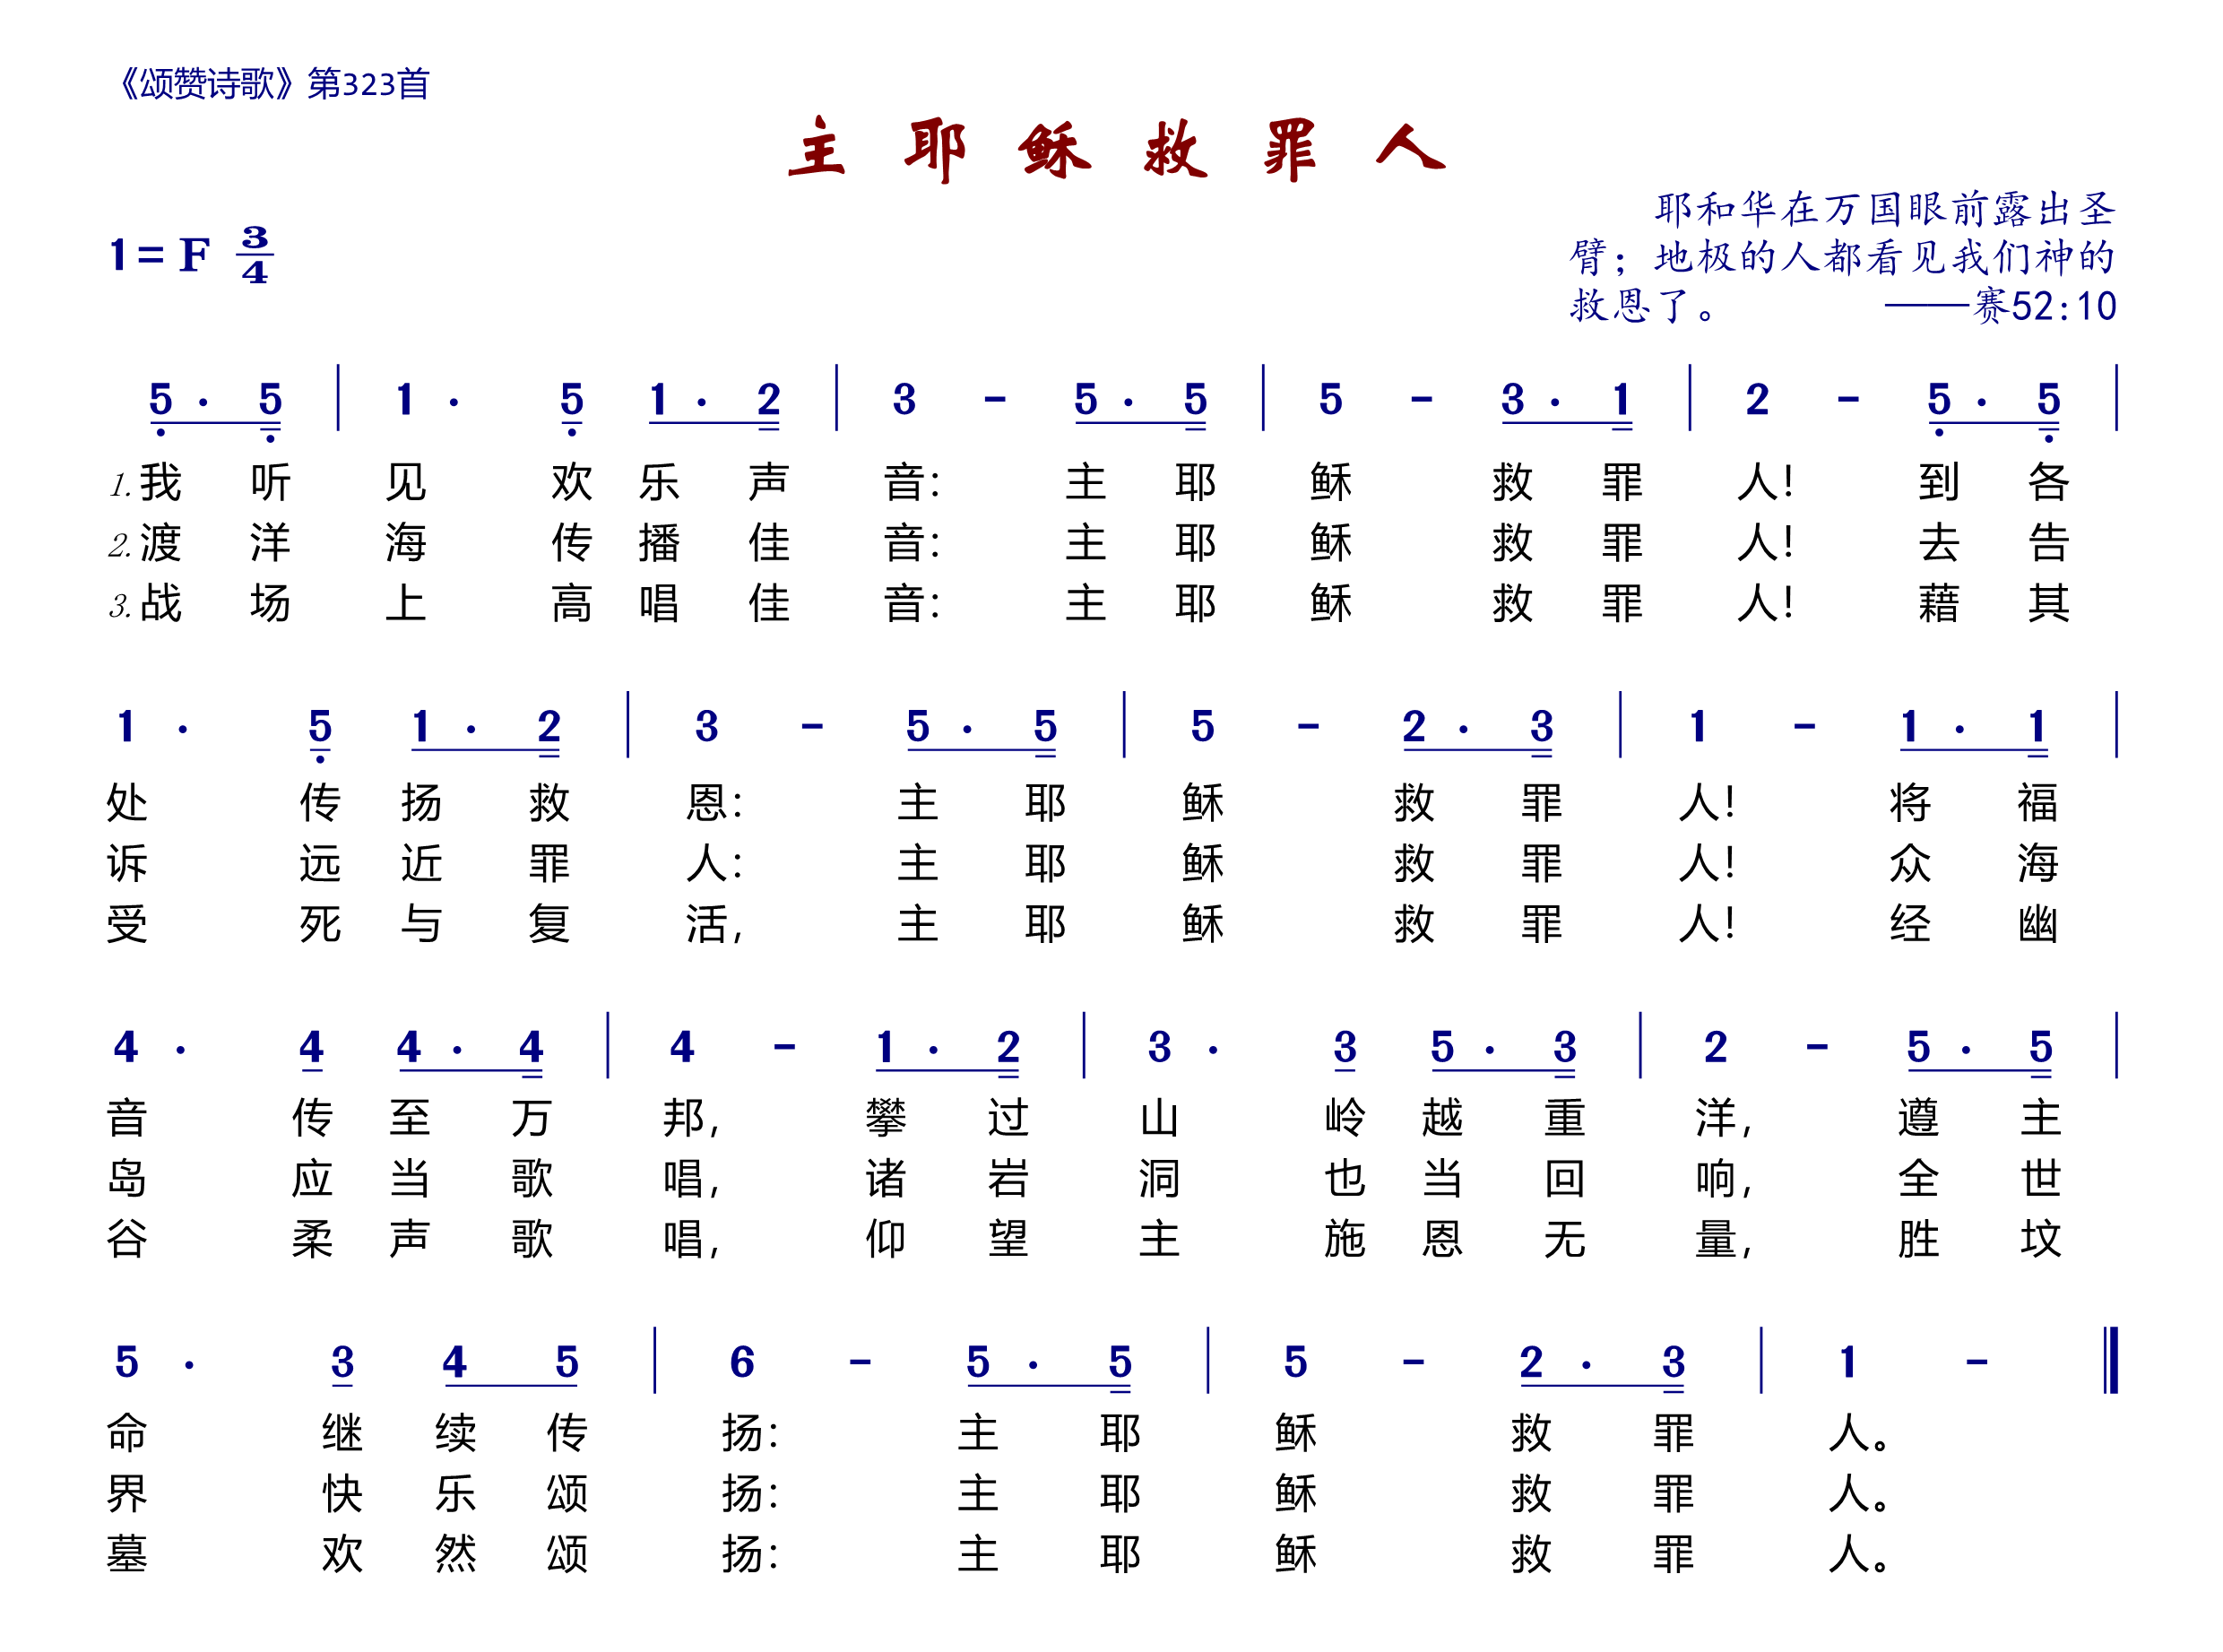 《颂赞诗歌》第323首
主耶稣救罪人
1=F 3/4
耶和华在万国眼前露出圣
臂；地极的人都看见我们神的
救恩了。 ——赛52:10
5 · 5 | 1 · 5 1 · 2 | 3 - 5 · 5 | 5 - 3 · 1 | 2 - 5 · 5 |
1.我听见欢乐声音：主耶稣救罪人！到各
2.渡洋海传播佳音：主耶稣救罪人！去告
3.战场上高唱佳音：主耶稣救罪人！藉其
1 · 5 1 · 2 | 3 - 5 · 5 | 5 - 2 · 3 | 1 - 1 · 1 |
处传扬救恩：主耶稣救罪人！将福
诉远近罪人：主耶稣救罪人！众海
受死与复活，主耶稣救罪人！经幽
4 · 4 4 · 4 | 4 - 1 · 2 | 3 · 3 5 · 3 | 2 - 5 · 5 |
音传至万邦，攀过山岭越重洋，遵主
岛应当歌唱，诸岩洞也当回响，全世
谷柔声歌唱，仰望主施恩无量，胜坟
5 · 3 4 5 | 6 - 5 · 5 | 5 - 2 · 3 | 1 - ‖
命继续传扬：主耶稣救罪人。
界快乐颂扬：主耶稣救罪人。
墓欢然颂扬：主耶稣救罪人。